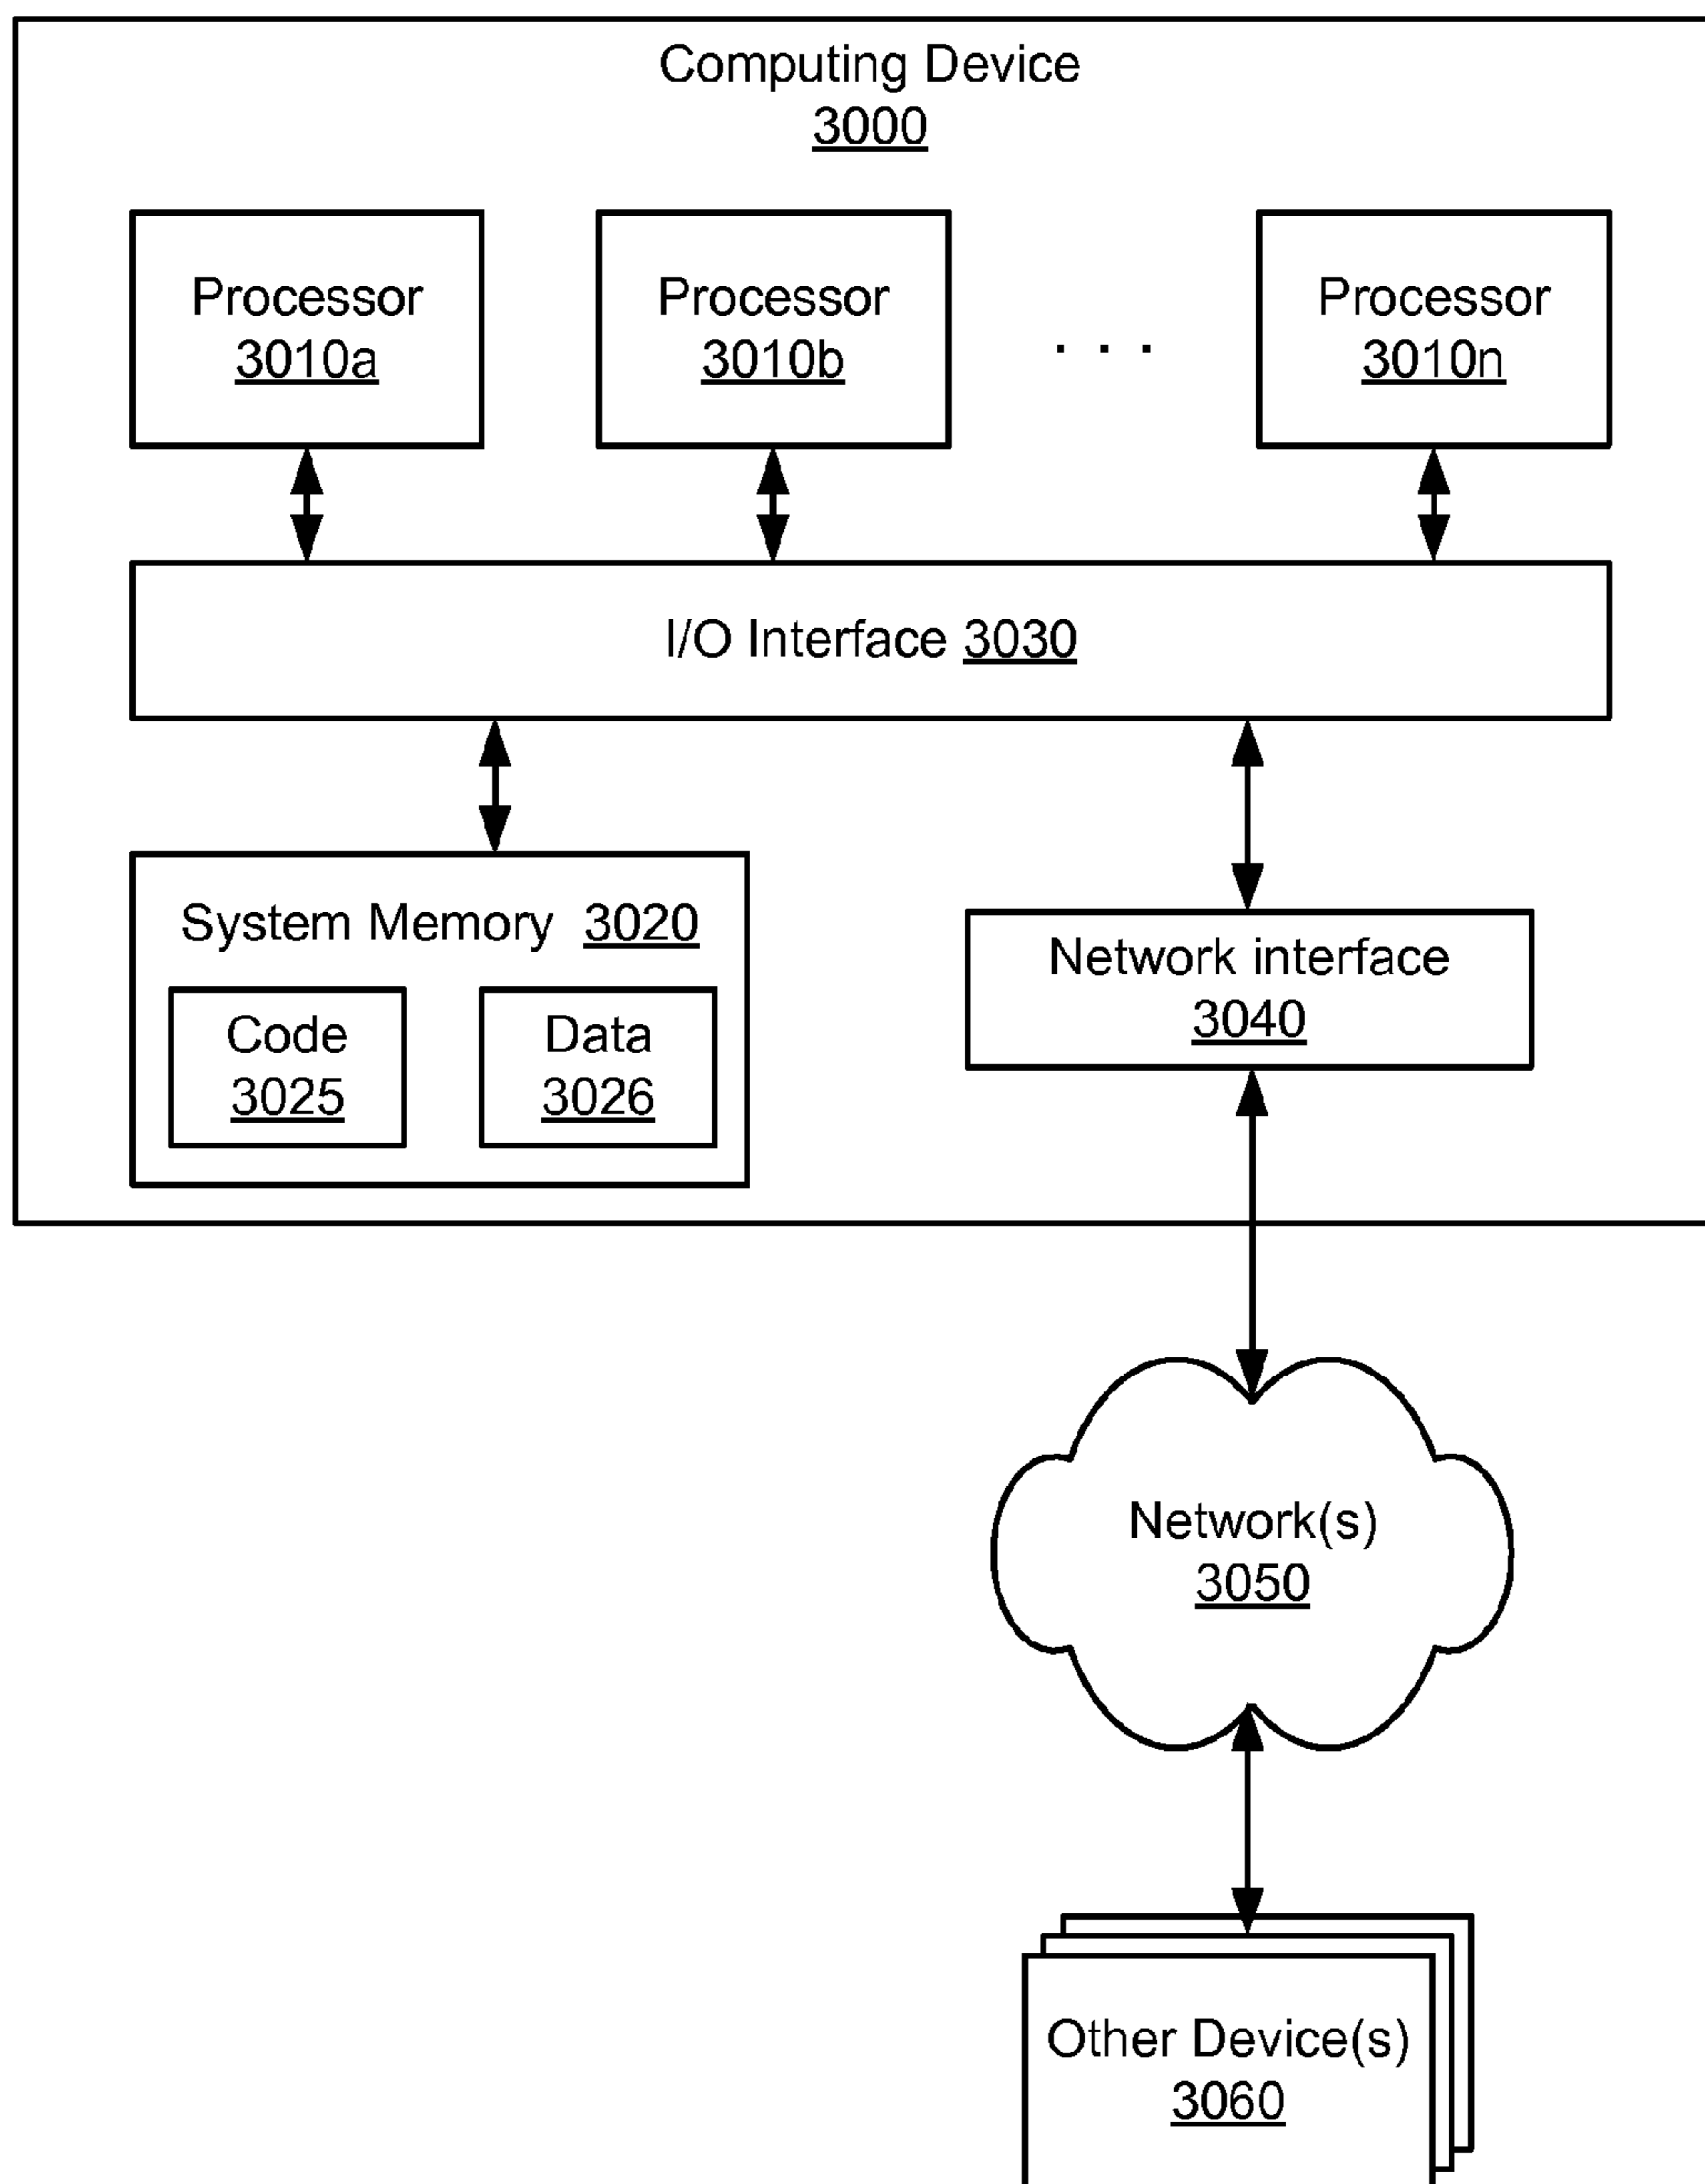 Computing Device
3000
Processor
3010a
Processor
3010b
. . .
Processor
3010n
I/O Interface 3030
System Memory 3020
Code
3025
Data
3026
Network interface
3040
Network(s)
3050
Other Device(s)
3060